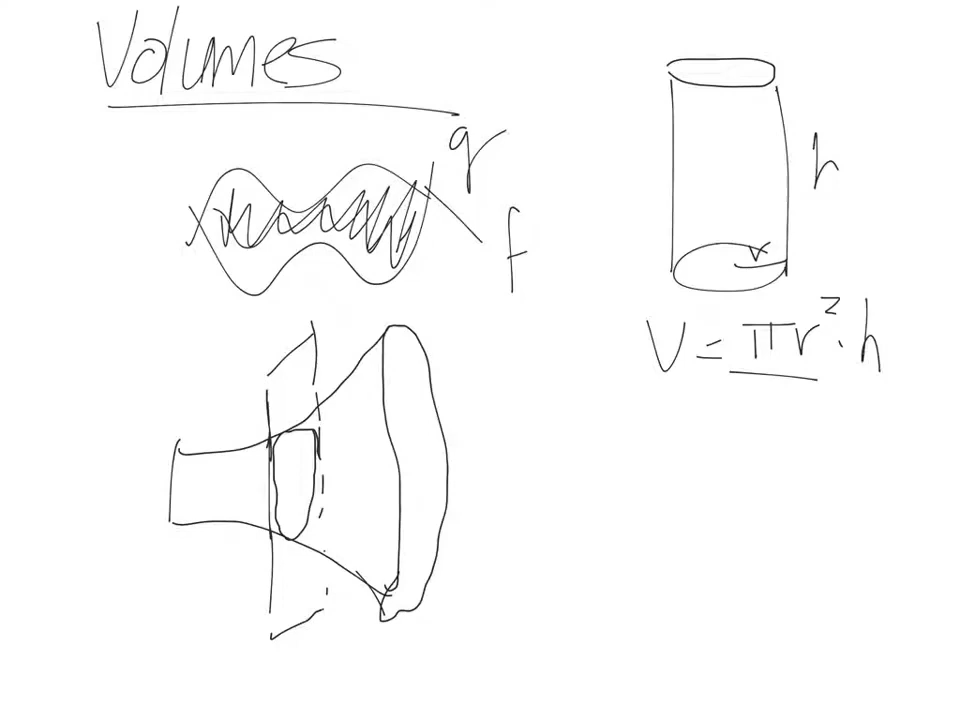 Volumes
g
f
h
r
V = πr²·h